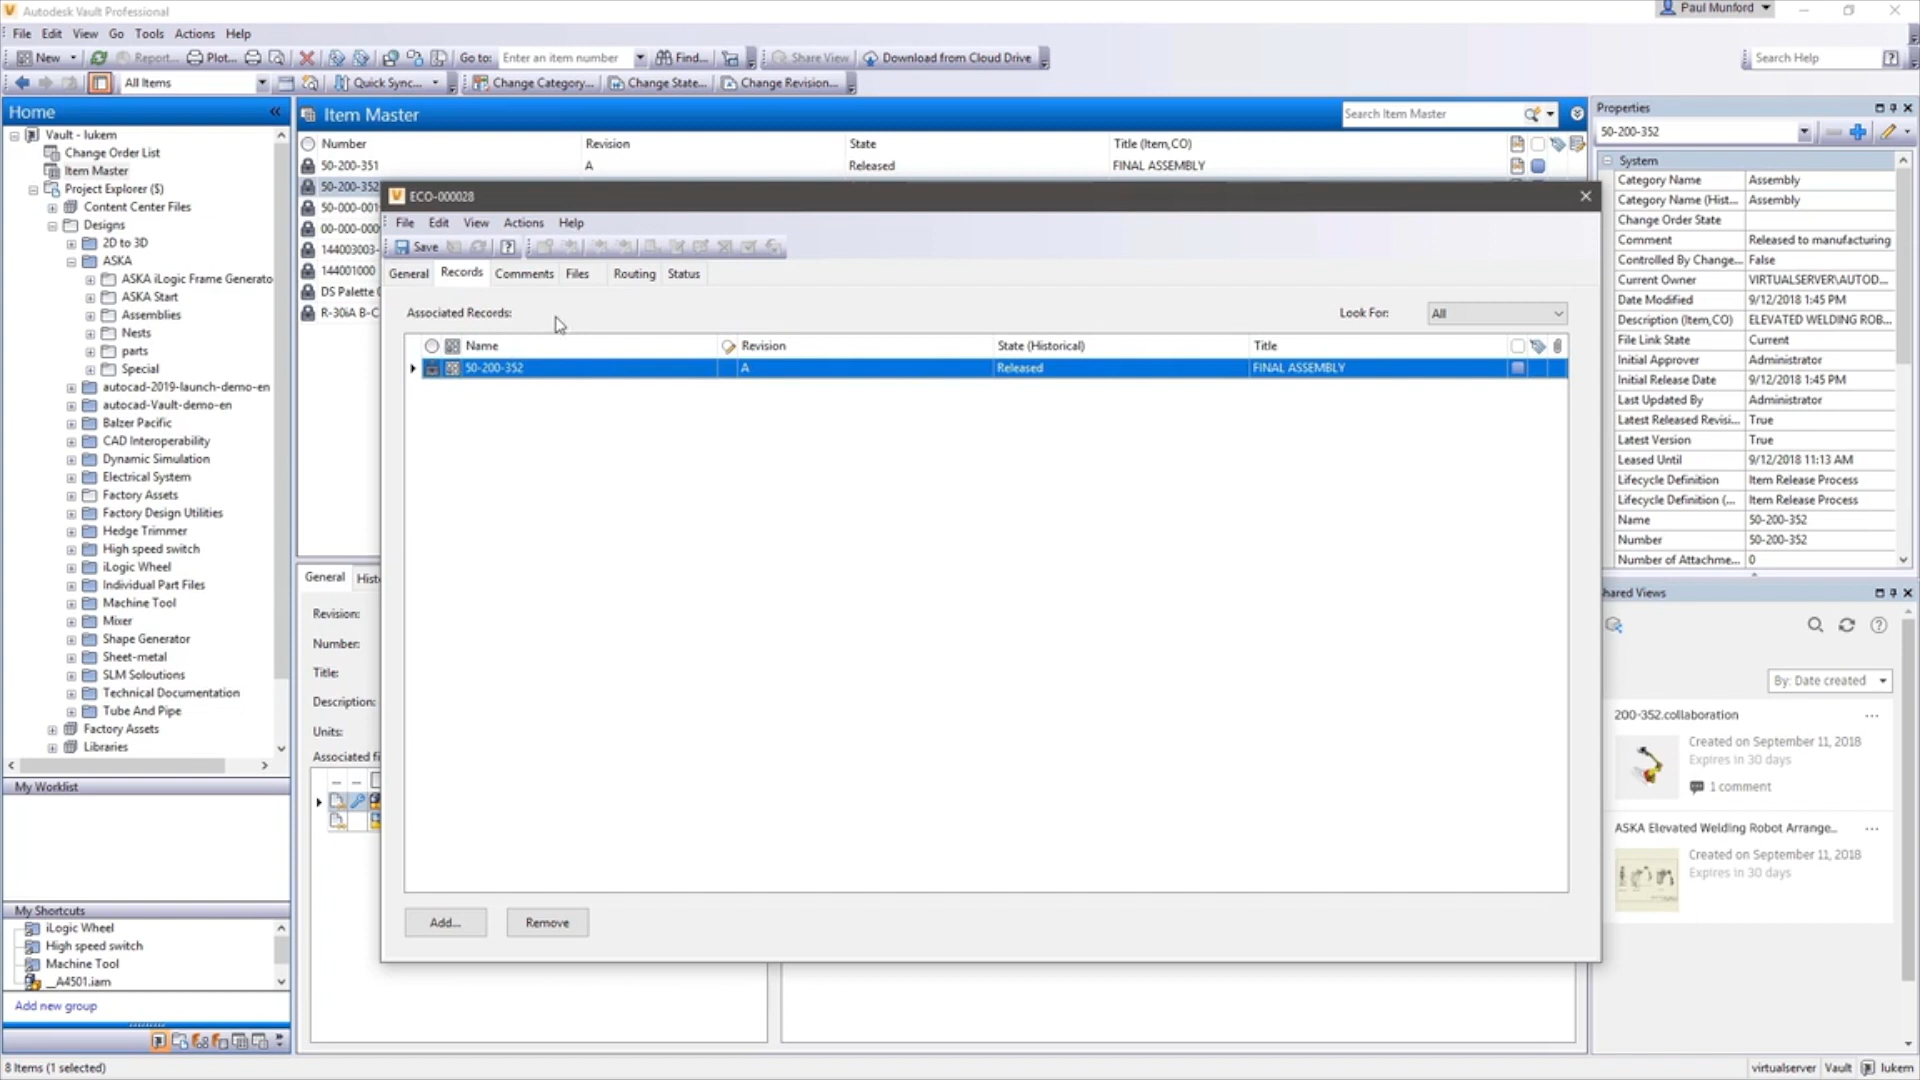 Autodesk Vault Professional
Paul Munford
File Edit View Go Tools Actions Help
New Report... Plot... Go to: Enter an item number Find... Share View Download from Cloud Drive Search Help
All Items Quick Sync... Change Category... Change State... Change Revision...
Home
Vault - lukem
Change Order List
Item Master
Project Explorer ($)
Content Center Files
Designs
2D to 3D
ASKA
ASKA iLogic Frame Generato
ASKA Start
Assemblies
Nests
parts
Special
autocad-2019-launch-demo-en
autocad-Vault-demo-en
Balzer Pacific
CAD Interoperability
Dynamic Simulation
Electrical System
Factory Assets
Factory Design Utilities
Hedge Trimmer
High speed switch
iLogic Wheel
Individual Part Files
Machine Tool
Mixer
Shape Generator
Sheet-metal
SLM Soloutions
Technical Documentation
Tube And Pipe
Factory Assets
Libraries
My Worklist
My Shortcuts
iLogic Wheel
High speed switch
Machine Tool
__A4501.iam
Add new group
8 Items (1 selected)
Item Master
Search Item Master
Number Revision State Title (Item,CO)
50-200-351 A Released FINAL ASSEMBLY
50-200-352
50-000-001
00-000-000
144003003-
144001000
DS Palette
R-30iA B-C
General Hist
Revision:
Number:
Title:
Description:
Units:
Associated fi
ECO-000028
File Edit View Actions Help
Save
General Records Comments Files Routing Status
Associated Records:
Look For: All
Name Revision State (Historical) Title
50-200-352 A Released FINAL ASSEMBLY
Add... Remove
Properties
50-200-352
System
Category Name Assembly
Category Name (Hist... Assembly
Change Order State
Comment Released to manufacturing
Controlled By Change... False
Current Owner VIRTUALSERVER\AUTOD...
Date Modified 9/12/2018 1:45 PM
Description (Item,CO) ELEVATED WELDING ROB...
File Link State Current
Initial Approver Administrator
Initial Release Date 9/12/2018 1:45 PM
Last Updated By Administrator
Latest Released Revisi... True
Latest Version True
Leased Until 9/12/2018 11:13 AM
Lifecycle Definition Item Release Process
Lifecycle Definition (... Item Release Process
Name 50-200-352
Number 50-200-352
Number of Attachme... 0
hared Views
By: Date created
200-352.collaboration
Created on September 11, 2018
Expires in 30 days
1 comment
ASKA Elevated Welding Robot Arrange...
Created on September 11, 2018
Expires in 30 days
virtualserver Vault lukem